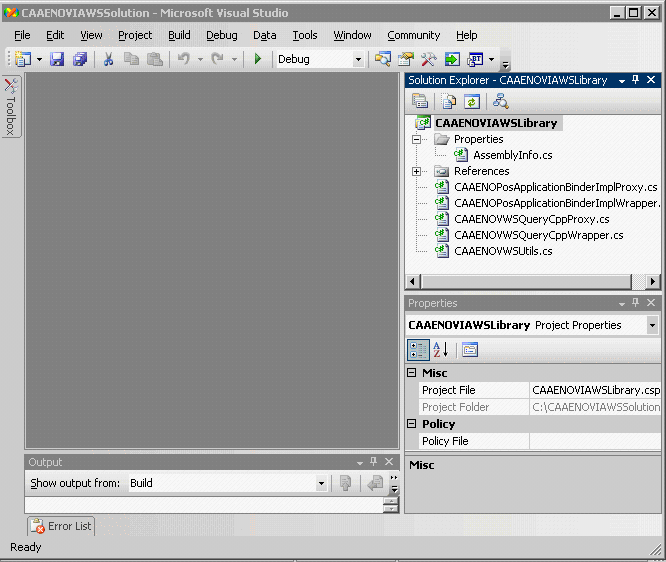 CAAENOVIAWSSolution - Microsoft Visual Studio
File Edit View Project Build Debug Data Tools Window Community Help
Debug
Toolbox
Solution Explorer - CAAENOVIAWSLibrary
CAAENOVIAWSLibrary
Properties
AssemblyInfo.cs
References
CAAENOPosApplicationBinderImplProxy.cs
CAAENOPosApplicationBinderImplWrapper.
CAAENOVWSQueryCppProxy.cs
CAAENOVWSQueryCppWrapper.cs
CAAENOVWSUtils.cs
Properties
CAAENOVIAWSLibrary Project Properties
Misc
Project File CAAENOVIAWSLibrary.csp
Project Folder C:\CAAENOVIAWSSolution
Policy
Policy File
Misc
Output
Show output from: Build
Error List
Ready